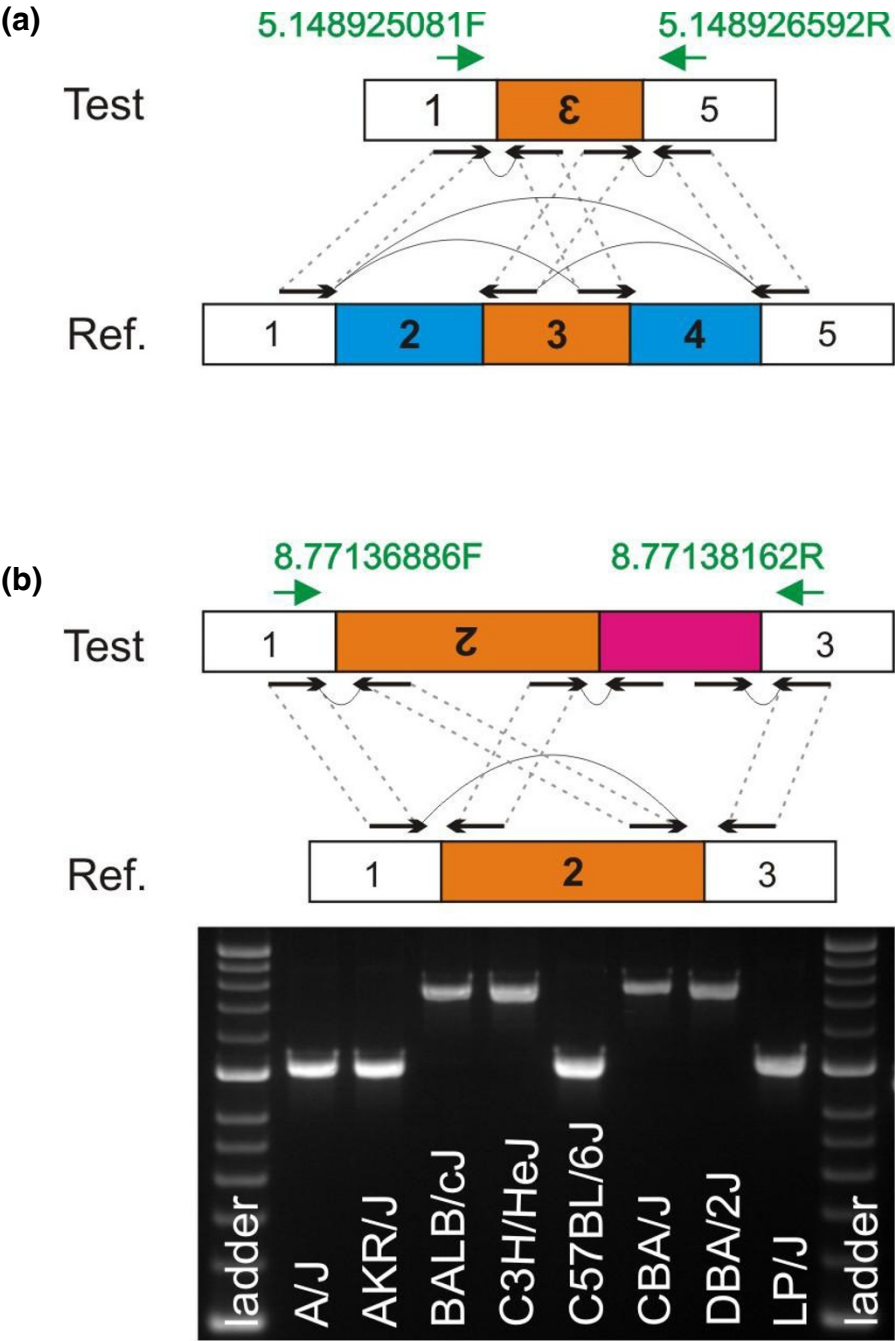 (a)
5.148925081F 5.148926592R
Test 1 3 5
Ref. 1 2 3 4 5
(b)
8.77136886F 8.77138162R
Test 1 2 3
Ref. 1 2 3
ladder A/J AKR/J BALB/cJ C3H/HeJ C57BL/6J CBA/J DBA/2J LP/J ladder